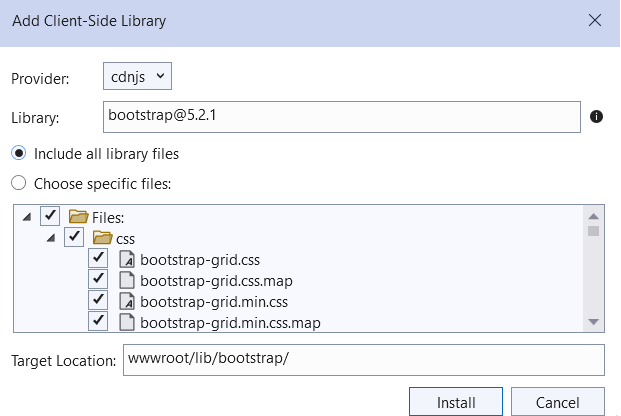 Add Client-Side Library
Provider: cdnjs
Library: bootstrap@5.2.1
Include all library files
Choose specific files:
Files:
css
bootstrap-grid.css
bootstrap-grid.css.map
bootstrap-grid.min.css
bootstrap-grid.min.css.map
Target Location: wwwroot/lib/bootstrap/
Install Cancel